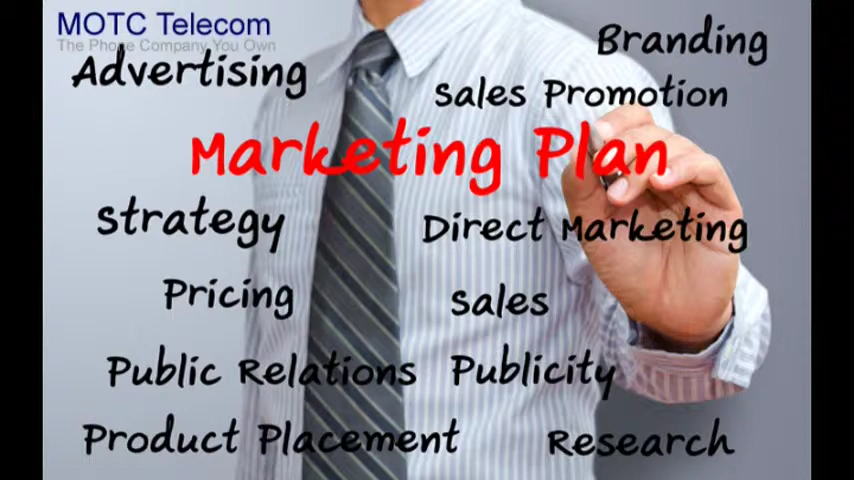 MOTC Telecom
The Phone Company You Own
Branding
Advertising
Sales Promotion
Marketing Plan
Strategy
Direct Marketing
Pricing
Sales
Public Relations
Publicity
Product Placement
Research